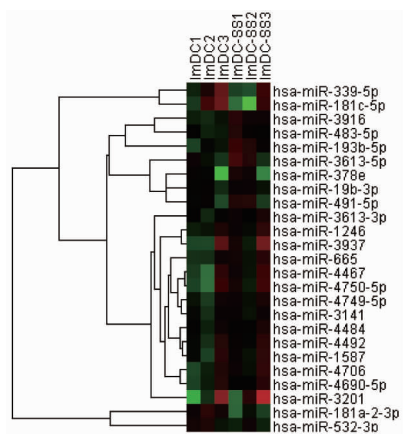 ImDC1
ImDC2
ImDC3
ImDC-SS1
ImDC-SS2
ImDC-SS3
hsa-miR-339-5p
hsa-miR-181c-5p
hsa-miR-3916
hsa-miR-483-5p
hsa-miR-193b-5p
hsa-miR-3613-5p
hsa-miR-378e
hsa-miR-19b-3p
hsa-miR-491-5p
hsa-miR-3613-3p
hsa-miR-1246
hsa-miR-3937
hsa-miR-665
hsa-miR-4467
hsa-miR-4750-5p
hsa-miR-4749-5p
hsa-miR-3141
hsa-miR-4484
hsa-miR-4492
hsa-miR-1587
hsa-miR-4706
hsa-miR-4690-5p
hsa-miR-3201
hsa-miR-181a-2-3p
hsa-miR-532-3p